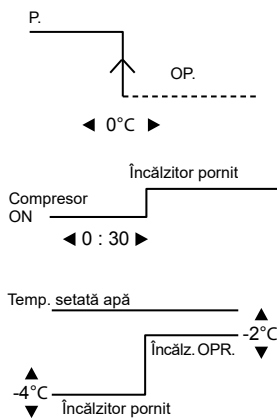 P.
OP.
◄ 0°C ►
Încălzitor pornit
Compresor
ON
◄ 0 : 30 ►
Temp. setată apă
▲
-2°C
▼
Încălz. OPR.
▲
-4°C
▼
Încălzitor pornit